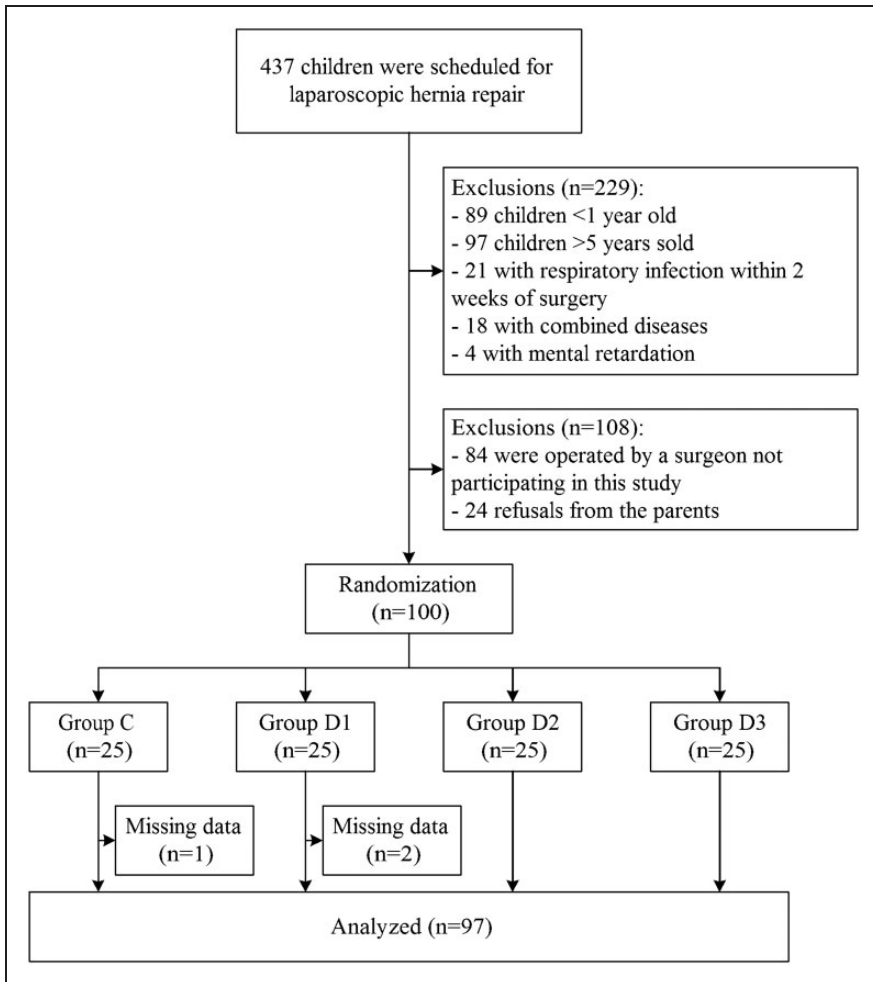 437 children were scheduled for
laparoscopic hernia repair
Exclusions (n=229):
- 89 children <1 year old
- 97 children >5 years sold
- 21 with respiratory infection within 2
weeks of surgery
- 18 with combined diseases
- 4 with mental retardation
Exclusions (n=108):
- 84 were operated by a surgeon not
participating in this study
- 24 refusals from the parents
Randomization
(n=100)
Group C
(n=25)
Group D1
(n=25)
Group D2
(n=25)
Group D3
(n=25)
Missing data
(n=1)
Missing data
(n=2)
Analyzed (n=97)